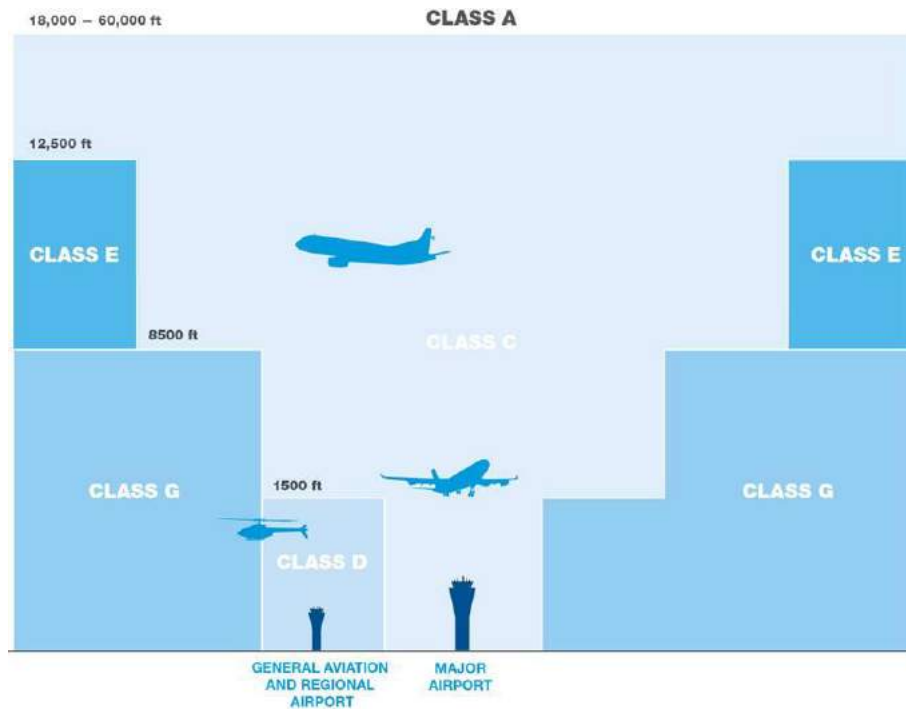 18,000 – 60,000 ft
CLASS A
12,500 ft
CLASS E
CLASS E
8500 ft
CLASS C
CLASS G
1500 ft
CLASS G
CLASS D
GENERAL AVIATION
AND REGIONAL
AIRPORT
MAJOR
AIRPORT